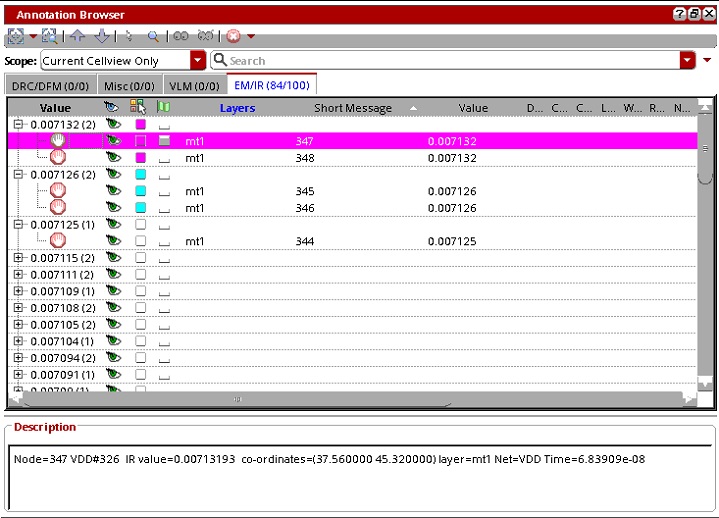 Annotation Browser
Scope: Current Cellview Only Search
DRC/DFM (0/0) Misc (0/0) VLM (0/0) EM/IR (84/100)
Value Layers Short Message Value D... C... C... L... W... R... N...
0.007132 (2)
mt1 347 0.007132
mt1 348 0.007132
0.007126 (2)
mt1 345 0.007126
mt1 346 0.007126
0.007125 (1)
mt1 344 0.007125
0.007115 (2)
0.007111 (2)
0.007109 (1)
0.007108 (2)
0.007105 (2)
0.007104 (1)
0.007094 (2)
0.007091 (1)
Description
Node=347 VDD#326 IR value=0.00713193 co-ordinates=(37.560000 45.320000) layer=mt1 Net=VDD Time=6.83909e-08